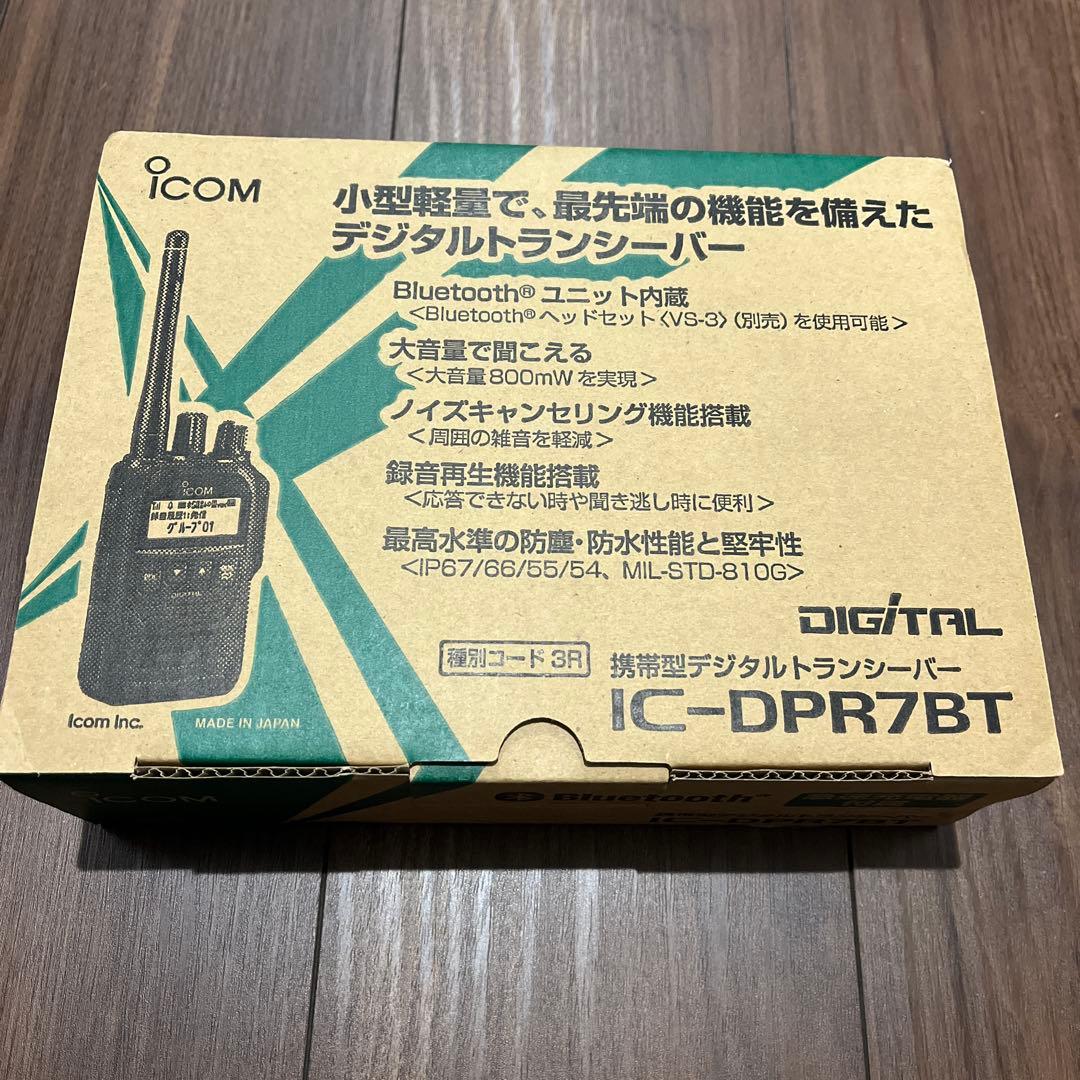 iCOM
小型軽量で、最先端の機能を備えた
デジタルトランシーバー
Bluetooth® ユニット内蔵
<Bluetooth® ヘッドセット〈VS-3〉(別売)を使用可能>
大音量で聞こえる
<大音量800mWを実現>
ノイズキャンセリング機能搭載
<周囲の雑音を軽減>
録音再生機能搭載
<応答できない時や聞き逃し時に便利>
最高水準の防塵・防水性能と堅牢性
<IP67/66/55/54、MIL-STD-810G>
iCOM
グループ01
DIGITAL
DIGITAL
種別コード 3R
携帯型デジタルトランシーバー
IC-DPR7BT
Icom Inc.
MADE IN JAPAN
iCOM
Bluetooth®